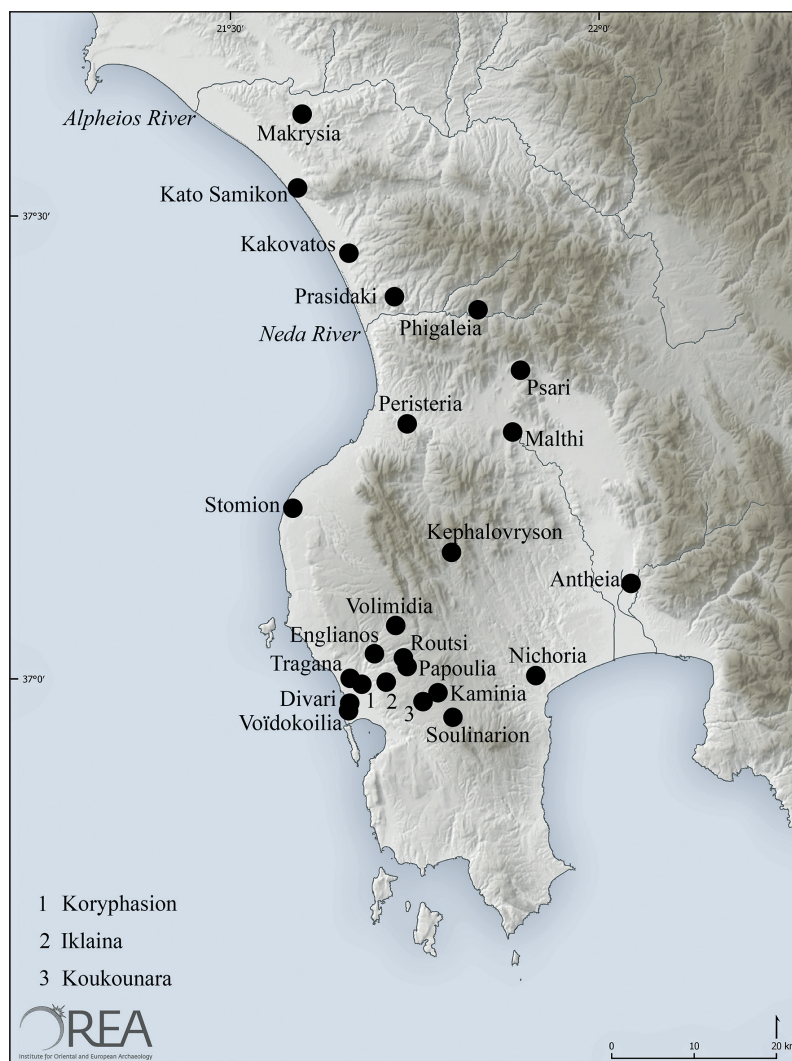 21°30'
22°0'
Alpheios River
Makrysia
Kato Samikon
37°30'
Kakovatos
Prasidaki
Neda River
Phigaleia
Psari
Peristeria
Malthi
Stomion
Kephalovryson
Antheia
Volimidia
Englianos
Routsi
Tragana
Papoulia
Nichoria
37°0'
Divari
1
2
3
Kaminia
Voïdokoilia
Soulinarion
1 Koryphasion
2 Iklaina
3 Koukounara
OREA
Institute for Oriental and European Archaeology
0 10 20 km